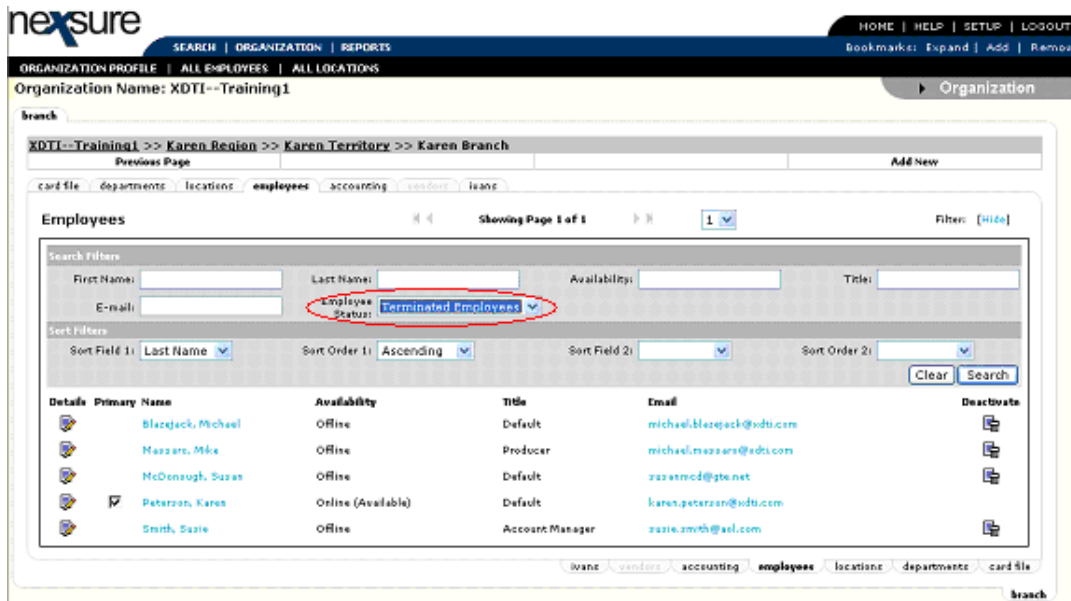 nexsure
HOME | HELP | SETUP | LOGOUT
SEARCH | ORGANIZATION | REPORTS
Bookmarks: Expand | Add | Remov
ORGANIZATION PROFILE | ALL EMPLOYEES | ALL LOCATIONS
Organization Name: XDTI--Training1
Organization
branch
XDTI--Training1 >> Karen Region >> Karen Territory >> Karen Branch
Previous Page Add New
card file departments locations employees accounting vendors ivans
Employees Showing Page 1 of 1 1 Filter: [Hide]
Search Filters
First Name: Last Name: Availability: Title:
E-mail: Employee Status: Terminated Employees
Sort Filters
Sort Field 1: Last Name Sort Order 1: Ascending Sort Field 2: Sort Order 2:
Clear Search
Details Primary Name Availability Title Email Deactivate
Blazejack, Michael Offline Default michael.blazejack@xdti.com
Massaro, Mike Offline Producer michael.massaro@xdti.com
McDonough, Susan Offline Default susanmcd@gte.net
Peterson, Karen Online (Available) Default karen.peterson@xdti.com
Smith, Susie Offline Account Manager susie.smith@aol.com
ivans vendors accounting employees locations departments card file
branch